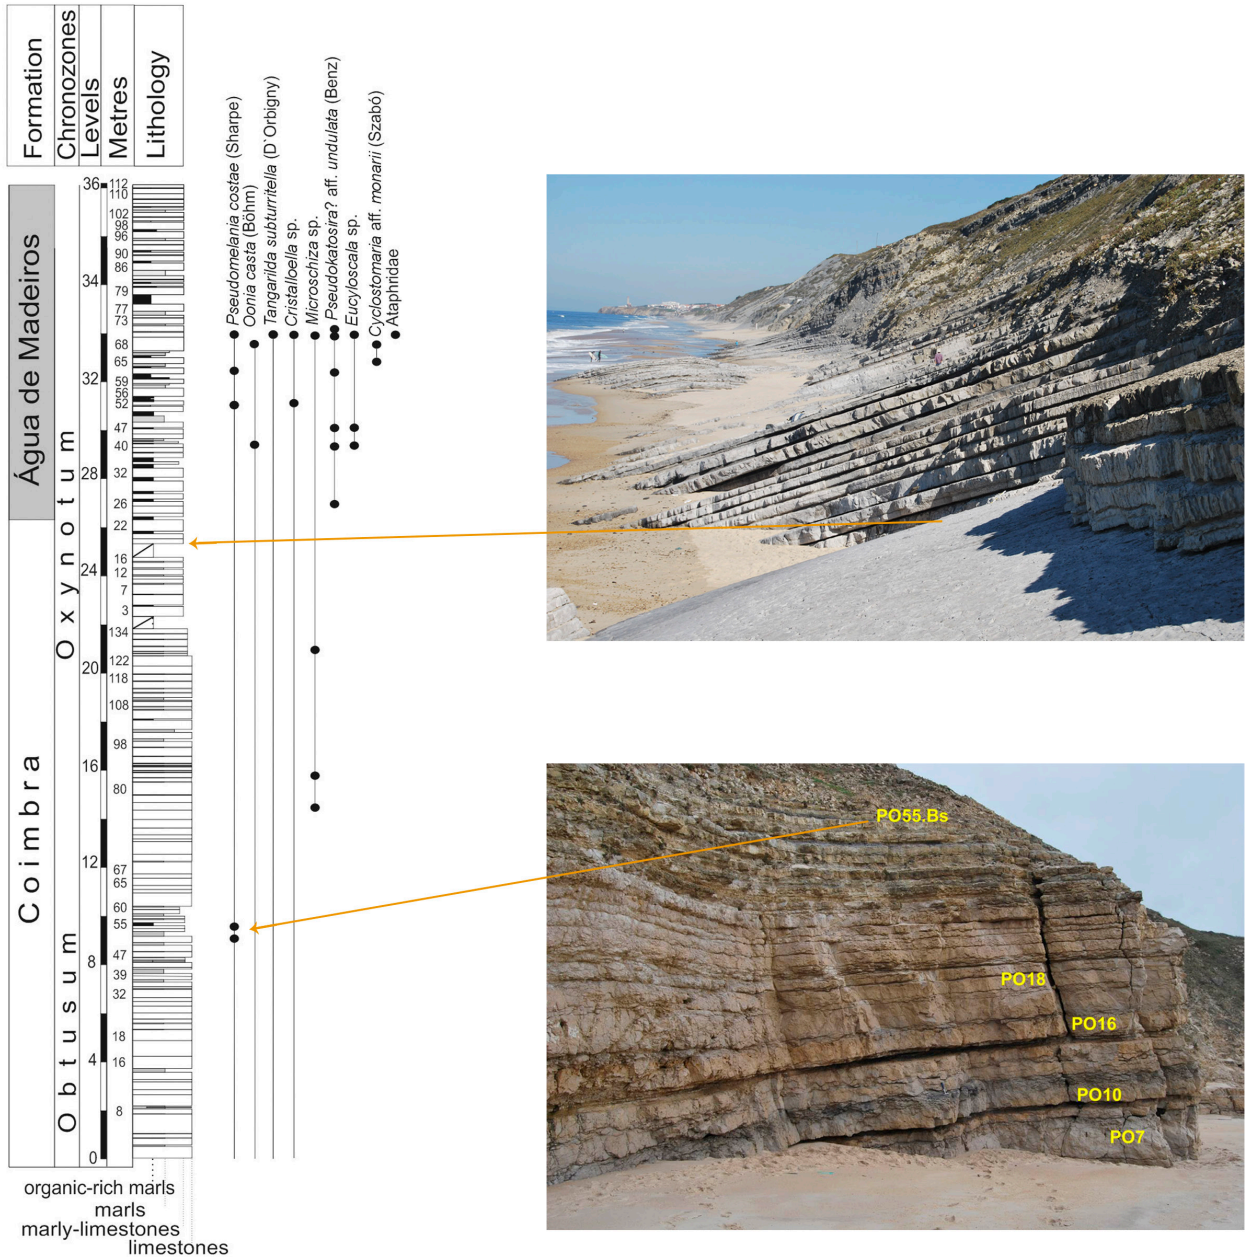 Formation
Chronozones
Levels
Metres
Lithology
Pseudomelania costae (Sharpe)
Oonia casta (Böhm)
Tangarilda subturritella (D`Orbigny)
Cristaloella sp.
Microschiza sp.
Pseudokatosira? aff. undulata (Benz)
Eucyloscala sp.
Cyclostomaria aff. monarii (Szabó)
Ataphridae
Água de Madeiros
Coimbra
Oxynotum
Obtusum
36
34
32
28
24
20
16
12
8
4
0
112
110
102
98
96
90
86
79
77
73
68
65
59
56
52
47
40
32
26
22
16
12
7
3
134
122
118
108
98
80
67
65
60
55
47
39
32
18
16
8
organic-rich marls
marls
marly-limestones
limestones
PO55.Bs
PO18
PO16
PO10
PO7